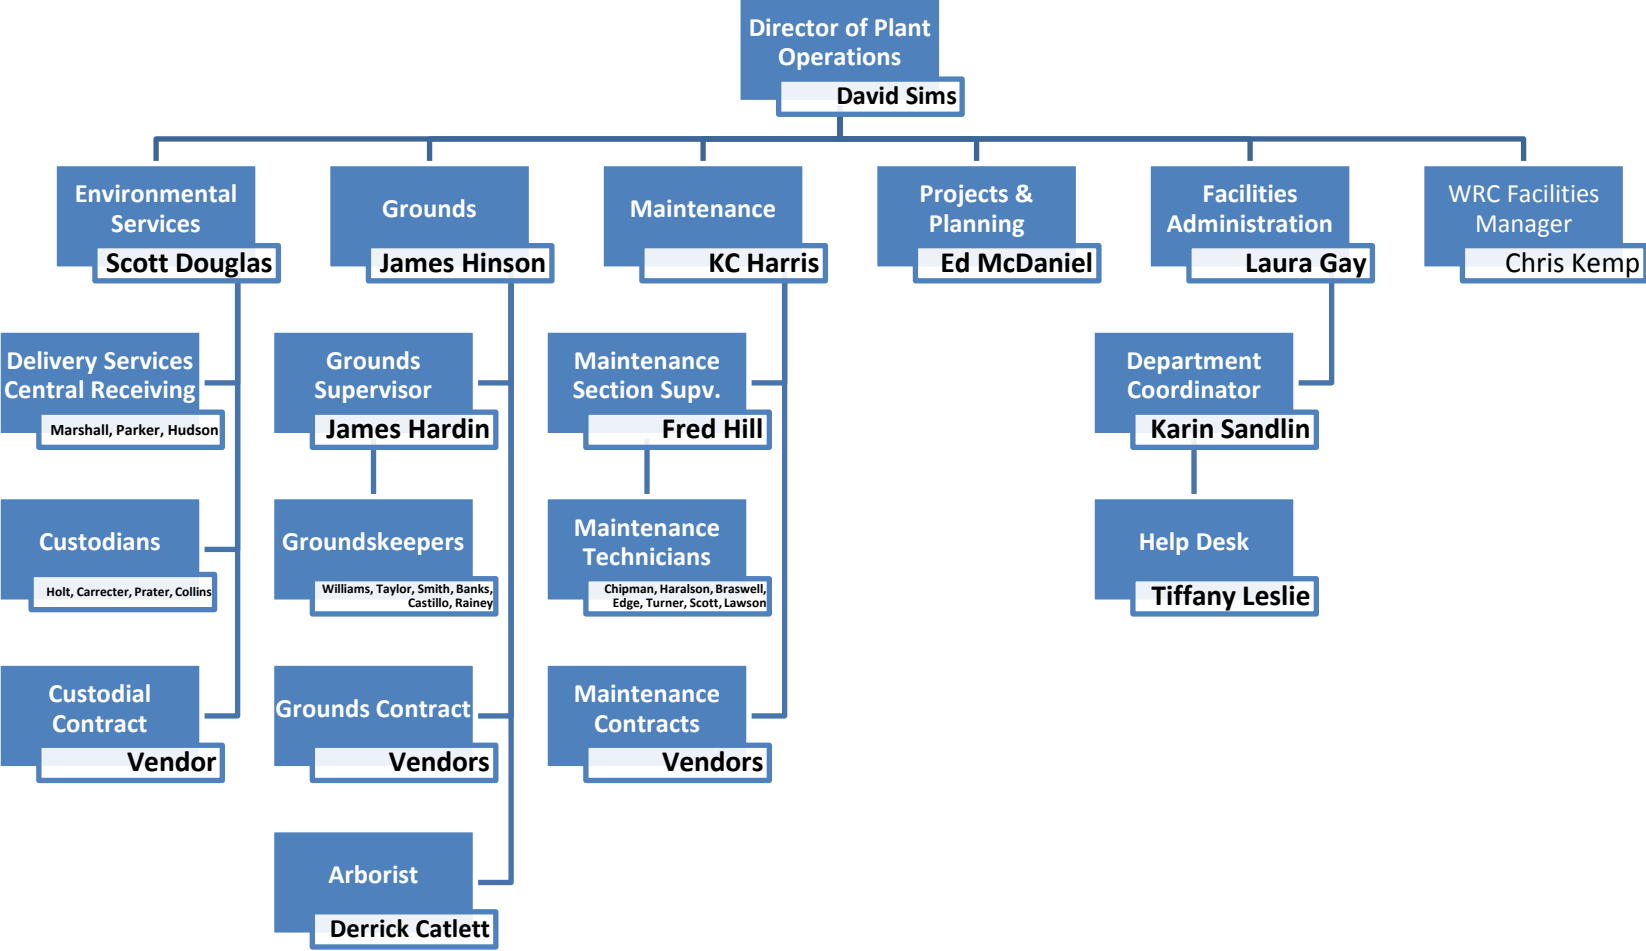 Director of Plant
Operations
David Sims
Environmental
Services
Scott Douglas
Grounds
James Hinson
Maintenance
KC Harris
Projects &
Planning
Ed McDaniel
Facilities
Administration
Laura Gay
WRC Facilities
Manager
Chris Kemp
Delivery Services
Central Receiving
Marshall, Parker, Hudson
Grounds
Supervisor
James Hardin
Maintenance
Section Supv.
Fred Hill
Department
Coordinator
Karin Sandlin
Custodians
Holt, Carrecter, Prater, Collins
Groundskeepers
Williams, Taylor, Smith, Banks,
Castillo, Rainey
Maintenance
Technicians
Chipman, Haralson, Braswell,
Edge, Turner, Scott, Lawson
Help Desk
Tiffany Leslie
Custodial
Contract
Vendor
Grounds Contract
Vendors
Maintenance
Contracts
Vendors
Arborist
Derrick Catlett